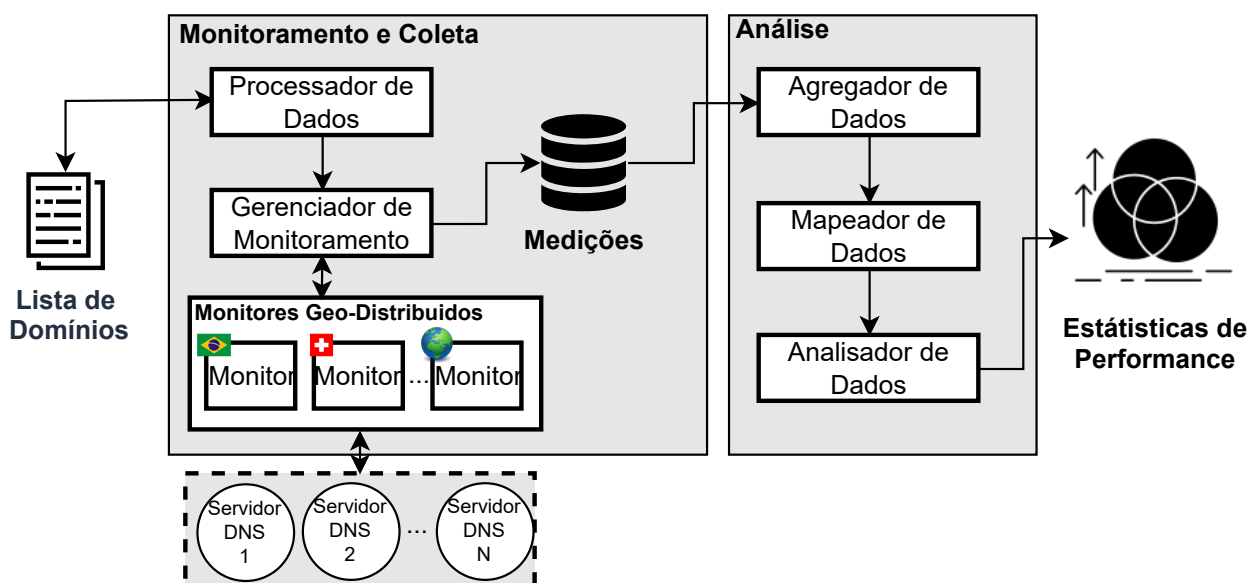 Monitoramento e Coleta
Processador de
Dados
Gerenciador de
Monitoramento
Medições
Lista de
Domínios
Monitores Geo-Distribuidos
Monitor
Monitor
...
Monitor
Servidor
DNS
1
Servidor
DNS
2
...
Servidor
DNS
N
Análise
Agregador de
Dados
Mapeador de
Dados
Analisador de
Dados
Estátisticas de
Performance